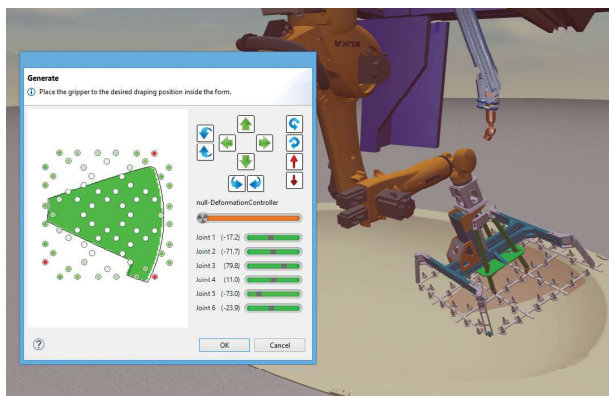 KUKA
Generate
Place the gripper to the desired draping position inside the form.
null-DeformationController
Joint 1 (-17.2)
Joint 2 (-71.7)
Joint 3 (79.8)
Joint 4 (11.0)
Joint 5 (-73.0)
Joint 6 (-23.9)
OK Cancel